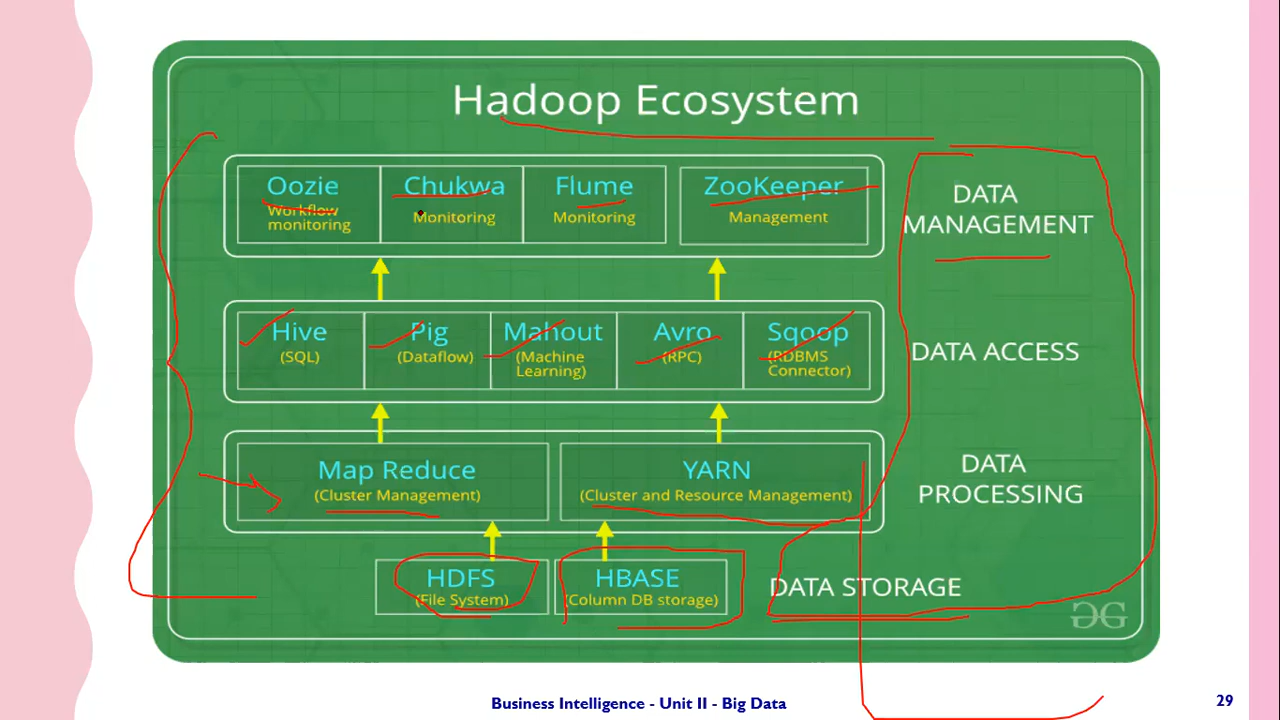 Hadoop Ecosystem
Oozie
Workflow
monitoring
Chukwa
Monitoring
Flume
Monitoring
ZooKeeper
Management
DATA
MANAGEMENT
Hive
(SQL)
Pig
(Dataflow)
Mahout
(Machine
Learning)
Avro
(RPC)
Sqoop
(RDBMS
Connector)
DATA ACCESS
Map Reduce
(Cluster Management)
YARN
(Cluster and Resource Management)
DATA
PROCESSING
HDFS
(File System)
HBASE
(Column DB storage)
DATA STORAGE
Business Intelligence - Unit II - Big Data
29